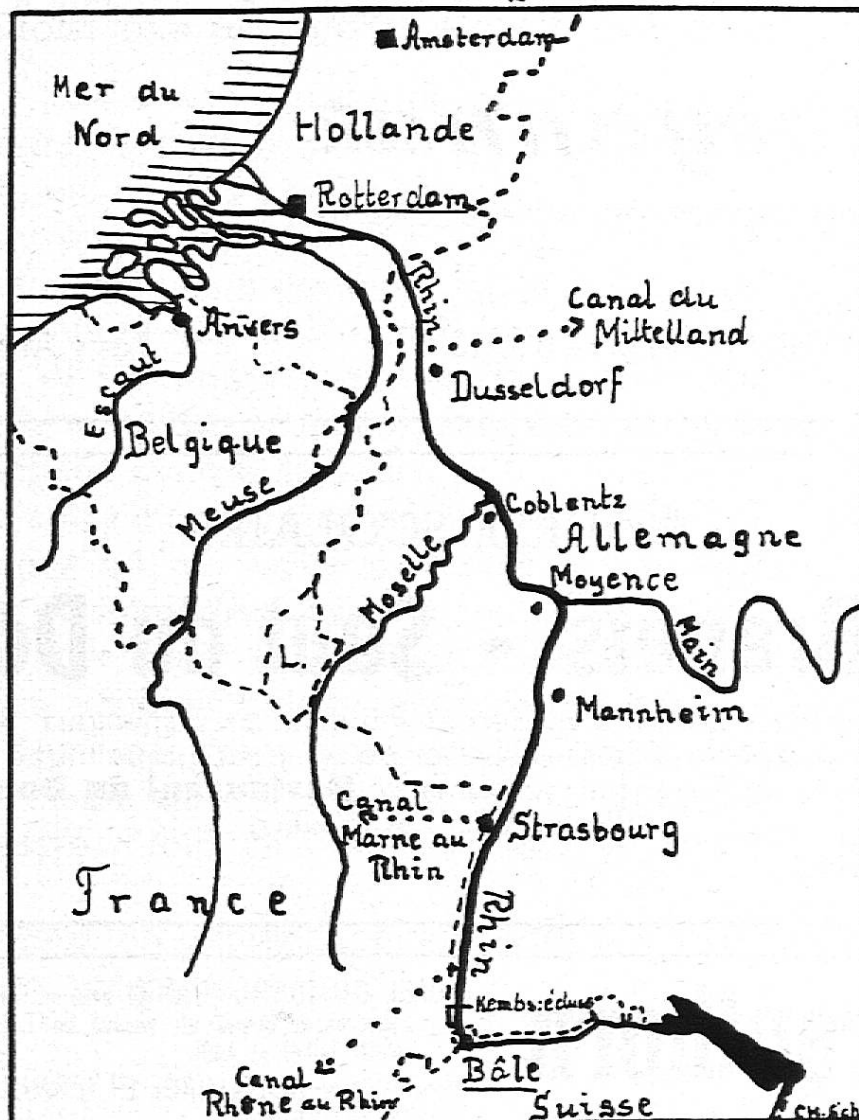 Amsterdam
Mer du
Nord
Hollande
Rotterdam
Rhin
Canal du
Mittelland
Anvers
Dusseldorf
Escaut
Belgique
Meuse
Coblentz
Moselle
Allemagne
Moyence
Main
L.
Mannheim
Canal
Marne au
Rhin
Strasbourg
France
Rhin
Kembs:écluse
Canal
Rhône au Rhin
Bâle
Suisse